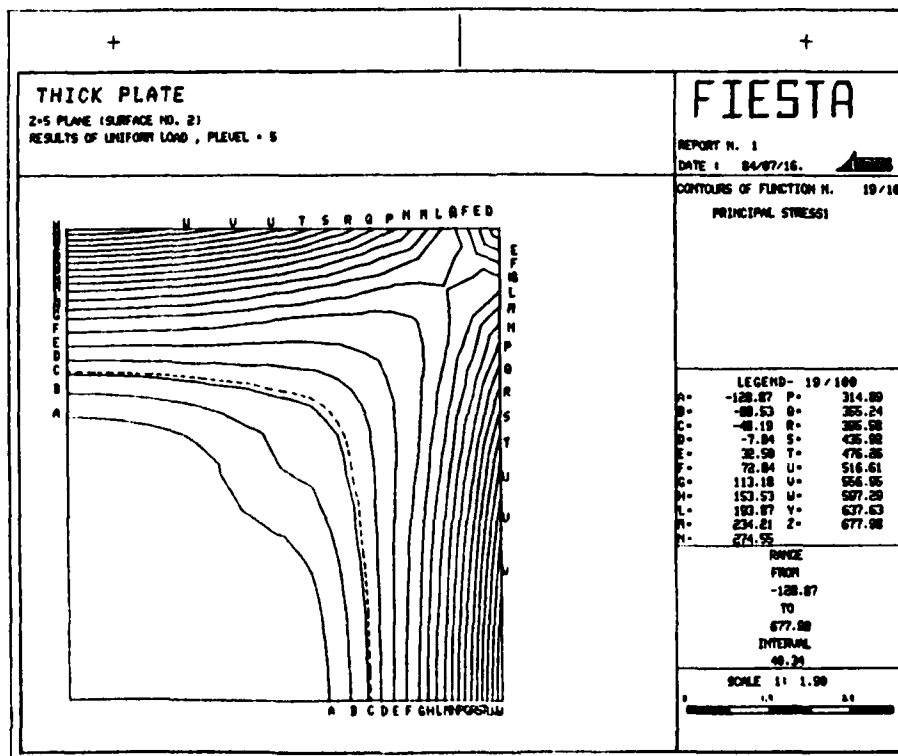 THICK PLATE
Z=5 PLANE (SURFACE NO. 2)
RESULTS OF UNIFORM LOAD , PLEVEL = 5
FIESTA
REPORT N. 1
DATE : 84/07/16.
CONTOURS OF FUNCTION N. 19/10
PRINCIPAL STRESS1
W V U T S R Q P N M L F E D
E
F
L
M
N
P
Q
R
S
T
U
U
W
G
F
E
D
C
B
A
A B C D E F G H L M N P Q R S T U W
LEGEND- 19/100
A= -128.87 P= 314.89
B= -88.53 Q= 355.24
C= -48.19 R= 395.58
D= -7.84 S= 435.92
E= 32.50 T= 476.26
F= 72.84 U= 516.61
G= 113.18 V= 556.95
H= 153.53 W= 597.29
L= 193.87 Y= 637.63
M= 234.21 Z= 677.98
N= 274.55
RANGE
FROM
-128.87
TO
677.98
INTERVAL
40.34
SCALE 1: 1.90